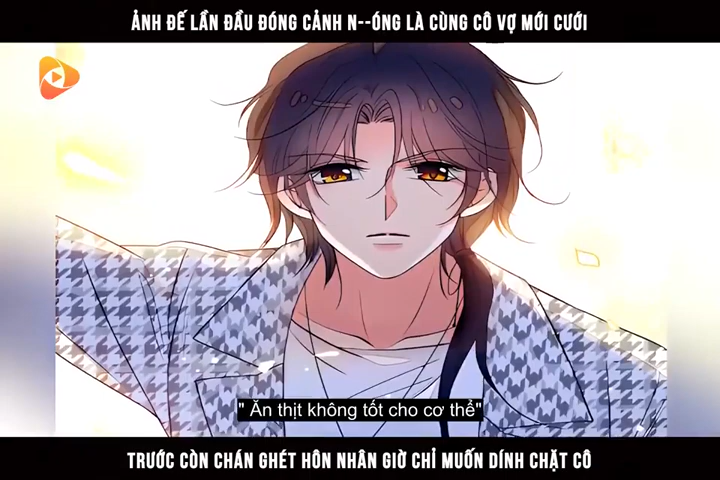 ẢNH ĐẾ LẦN ĐẦU ĐÓNG CẢNH N--ÓNG LÀ CÙNG CÔ VỢ MỚI CƯỚI
" Ăn thịt không tốt cho cơ thể"
TRƯỚC CÒN CHÁN GHÉT HÔN NHÂN GIỜ CHỈ MUỐN DÍNH CHẶT CÔ